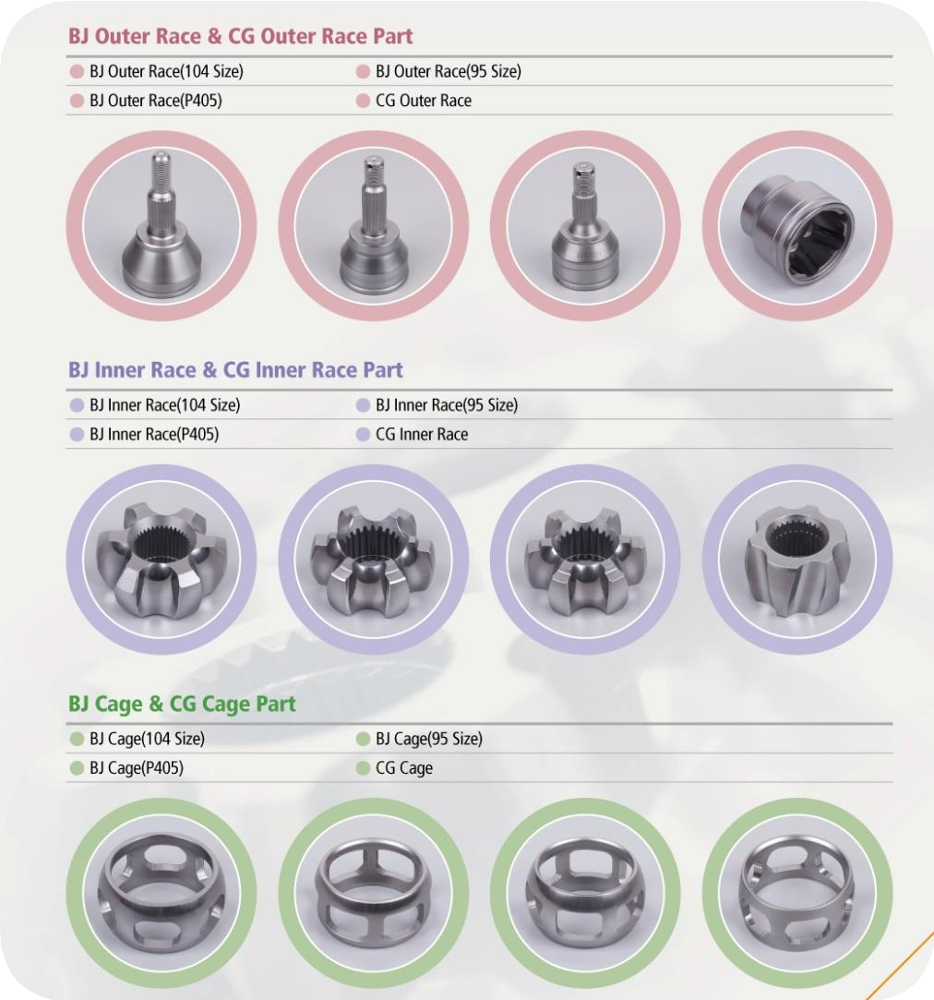 BJ Outer Race & CG Outer Race Part
BJ Outer Race(104 Size)
BJ Outer Race(95 Size)
BJ Outer Race(P405)
CG Outer Race
BJ Inner Race & CG Inner Race Part
BJ Inner Race(104 Size)
BJ Inner Race(95 Size)
BJ Inner Race(P405)
CG Inner Race
BJ Cage & CG Cage Part
BJ Cage(104 Size)
BJ Cage(95 Size)
BJ Cage(P405)
CG Cage